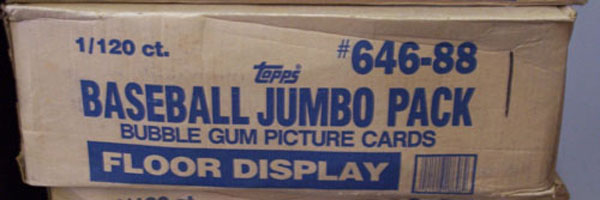 1/120 ct.
#646-88
topps
BASEBALL JUMBO PACK
BUBBLE GUM PICTURE CARDS
FLOOR DISPLAY